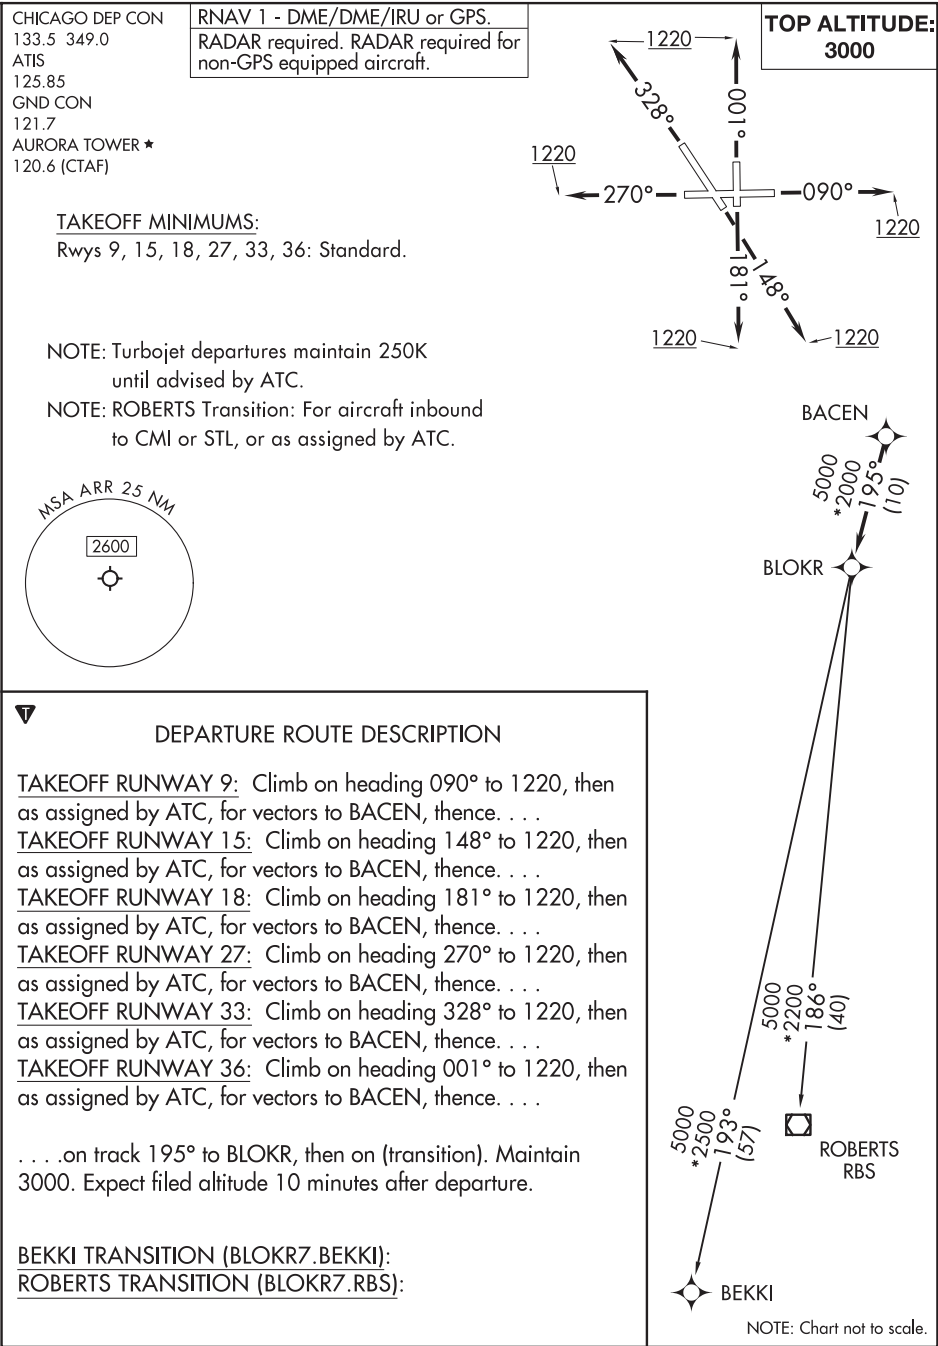 CHICAGO DEP CON
133.5 349.0
ATIS
125.85
GND CON
121.7
AURORA TOWER ★
120.6 (CTAF)
RNAV 1 - DME/DME/IRU or GPS.
RADAR required. RADAR required for
non-GPS equipped aircraft.
TOP ALTITUDE:
3000
1220
328°
001°
1220
270°
090°
1220
181°
148°
1220
1220
TAKEOFF MINIMUMS:
Rwys 9, 15, 18, 27, 33, 36: Standard.
NOTE: Turbojet departures maintain 250K
until advised by ATC.
NOTE: ROBERTS Transition: For aircraft inbound
to CMI or STL, or as assigned by ATC.
MSA ARR 25 NM
2600
BACEN
5000
*2000
195°
(10)
BLOKR
5000
*2200
186°
(40)
5000
*2500
193°
(57)
ROBERTS
RBS
BEKKI
NOTE: Chart not to scale.
T
DEPARTURE ROUTE DESCRIPTION
TAKEOFF RUNWAY 9: Climb on heading 090° to 1220, then
as assigned by ATC, for vectors to BACEN, thence. . . .
TAKEOFF RUNWAY 15: Climb on heading 148° to 1220, then
as assigned by ATC, for vectors to BACEN, thence. . . .
TAKEOFF RUNWAY 18: Climb on heading 181° to 1220, then
as assigned by ATC, for vectors to BACEN, thence. . . .
TAKEOFF RUNWAY 27: Climb on heading 270° to 1220, then
as assigned by ATC, for vectors to BACEN, thence. . . .
TAKEOFF RUNWAY 33: Climb on heading 328° to 1220, then
as assigned by ATC, for vectors to BACEN, thence. . . .
TAKEOFF RUNWAY 36: Climb on heading 001° to 1220, then
as assigned by ATC, for vectors to BACEN, thence. . . .
. . . .on track 195° to BLOKR, then on (transition). Maintain
3000. Expect filed altitude 10 minutes after departure.
BEKKI TRANSITION (BLOKR7.BEKKI):
ROBERTS TRANSITION (BLOKR7.RBS):